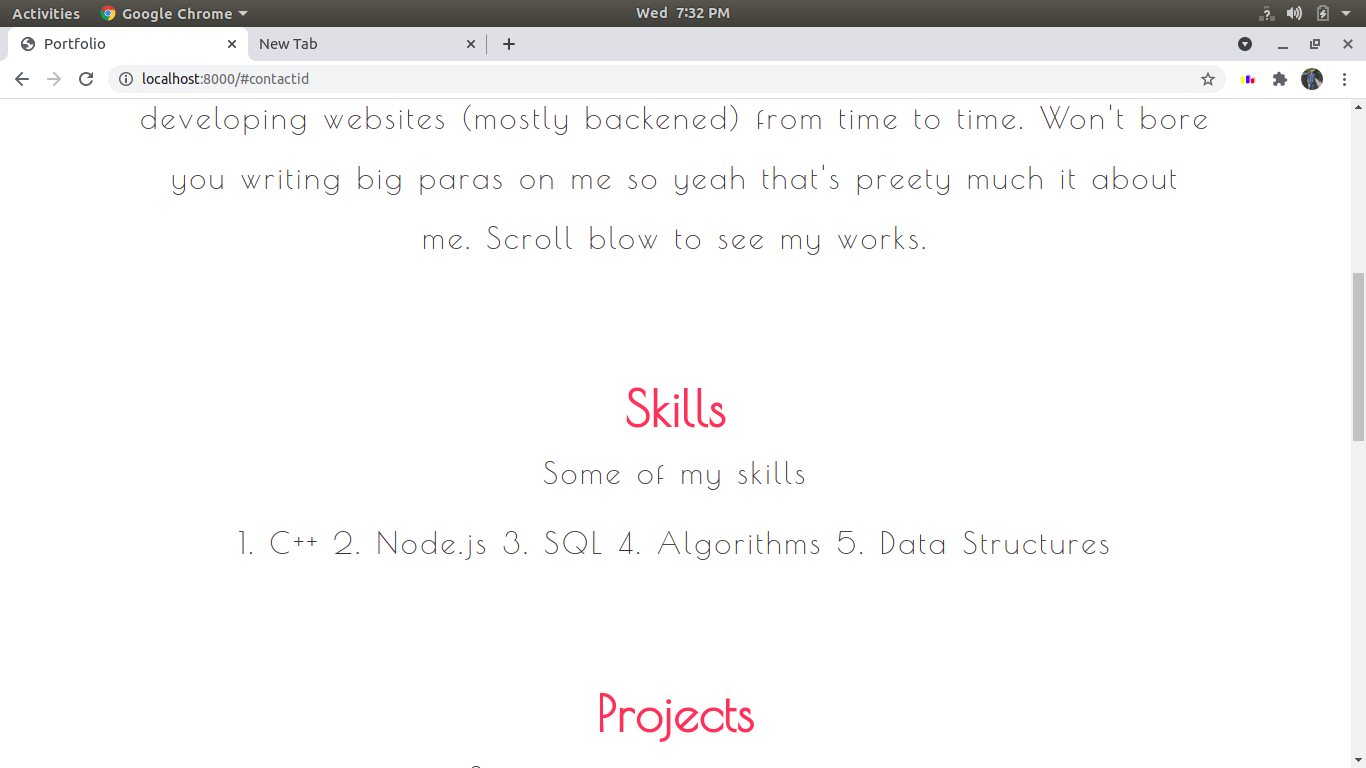 Activities Google Chrome Wed 7:32 PM
Portfolio New Tab
localhost:8000/#contactid
developing websites (mostly backened) from time to time. Won't bore
you writing big paras on me so yeah that's preety much it about
me. Scroll blow to see my works.
Skills
Some of my skills
1. C++ 2. Node.js 3. SQL 4. Algorithms 5. Data Structures
Projects